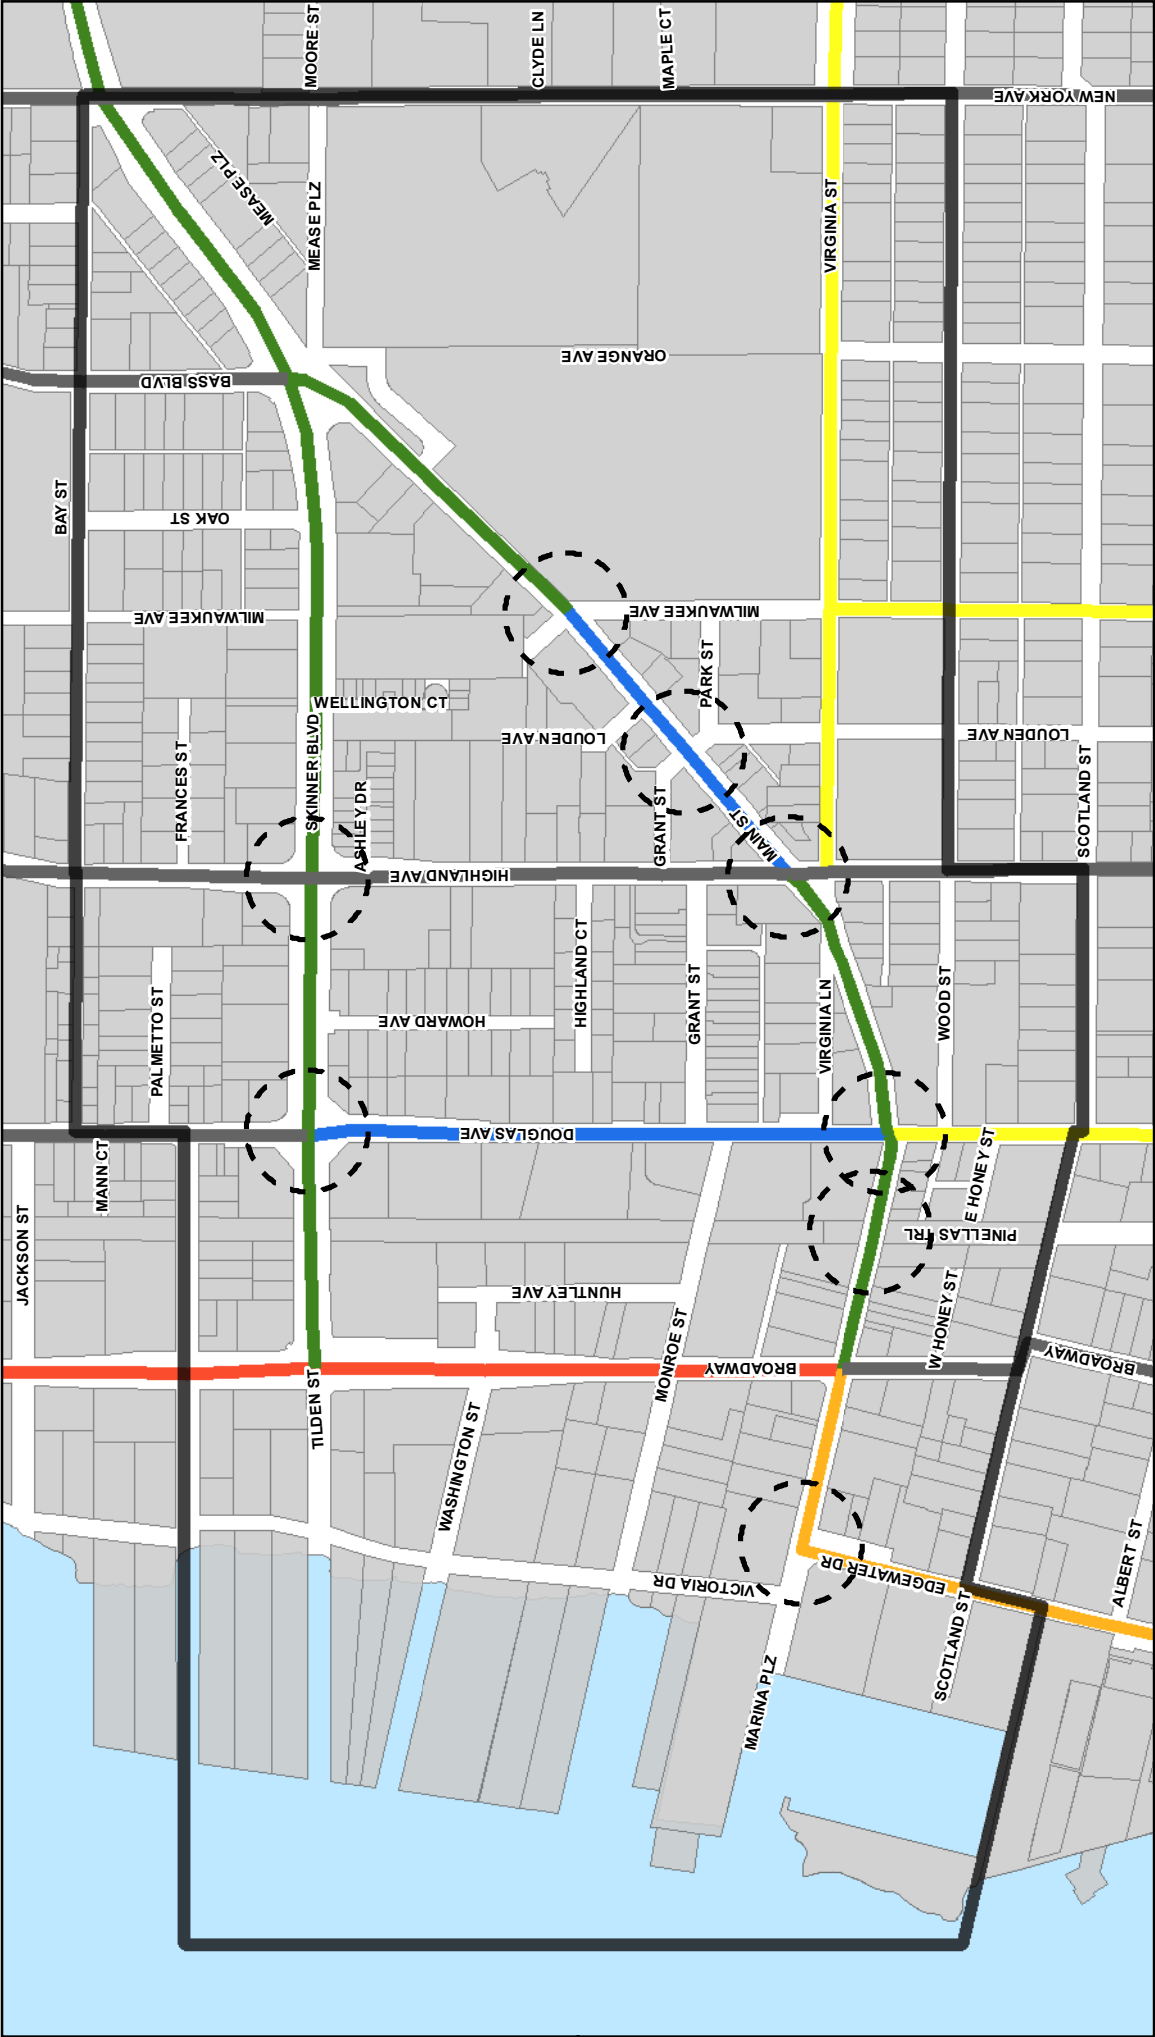 MOORE ST
CLYDE LN
MAPLE CT
NEW YORK AVE
MEASE PLZ
MEASE PLZ
VIRGINIA ST
ORANGE AVE
BASS BLVD
BAY ST
OAK ST
MILWAUKEE AVE
MILWAUKEE AVE
PARK ST
WELLINGTON CT
LOUDEN AVE
LOUDEN AVE
FRANCES ST
SKINNER BLVD
ASHLEY DR
GRANT ST
MAIN ST
SCOTLAND ST
HIGHLAND AVE
HIGHLAND CT
GRANT ST
WOOD ST
VIRGINIA LN
PALMETTO ST
HOWARD AVE
DOUGLAS AVE
MANN CT
E HONEY ST
PINELLAS TRL
JACKSON ST
HUNTLEY AVE
W HONEY ST
MONROE ST
BROADWAY
BROADWAY
TILDEN ST
WASHINGTON ST
VICTORIA DR
EDGEWATER DR
ALBERT ST
SCOTLAND ST
MARINA PLZ